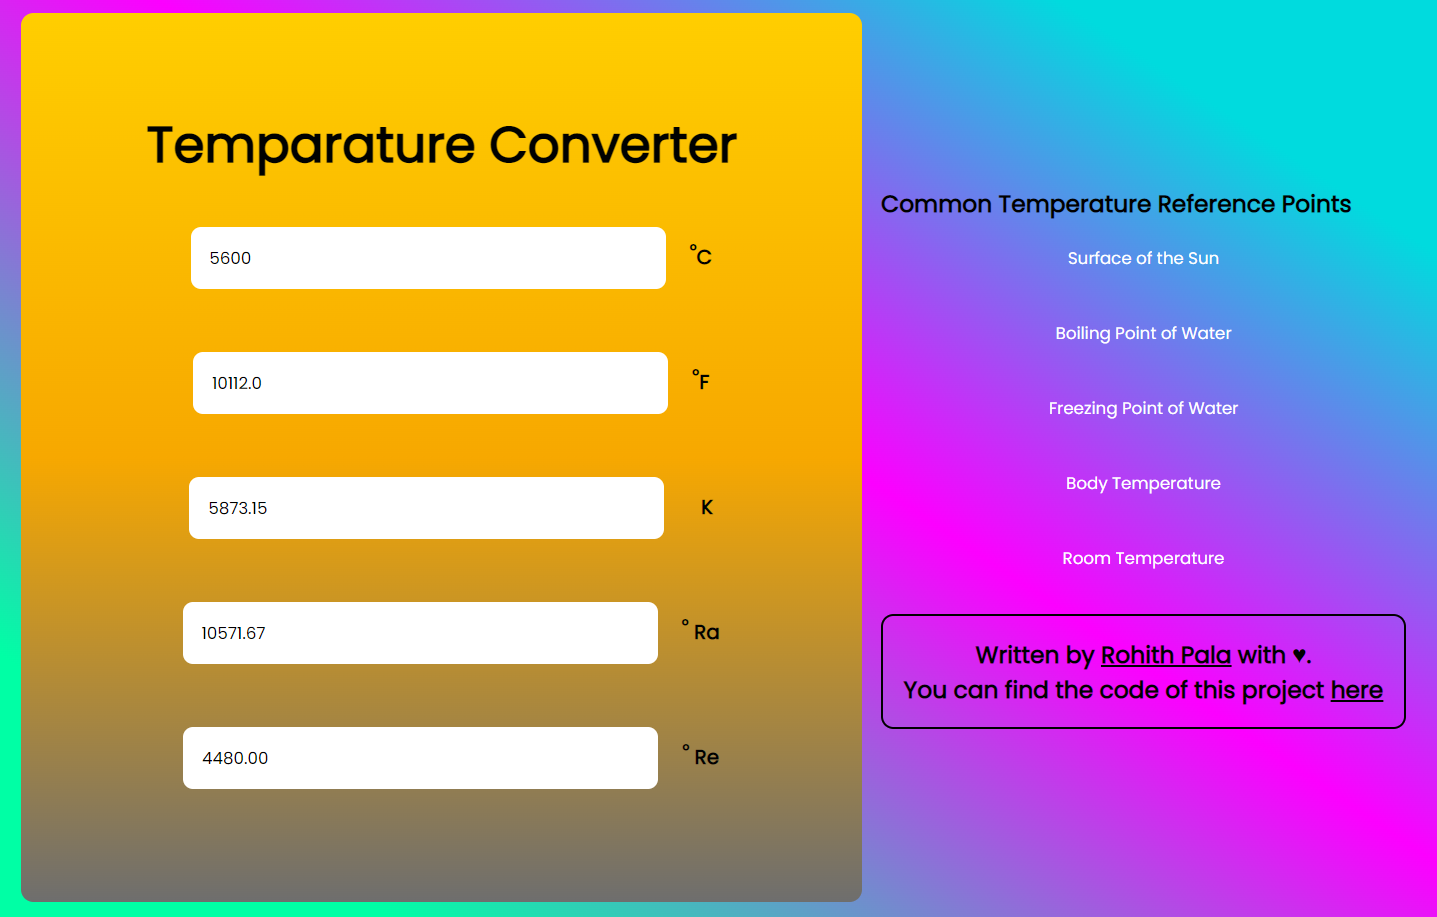 Temparature Converter
5600 °C
10112.0 °F
5873.15 K
10571.67 ° Ra
4480.00 ° Re
Common Temperature Reference Points
Surface of the Sun
Boiling Point of Water
Freezing Point of Water
Body Temperature
Room Temperature
Written by Rohith Pala with ♥.
You can find the code of this project here